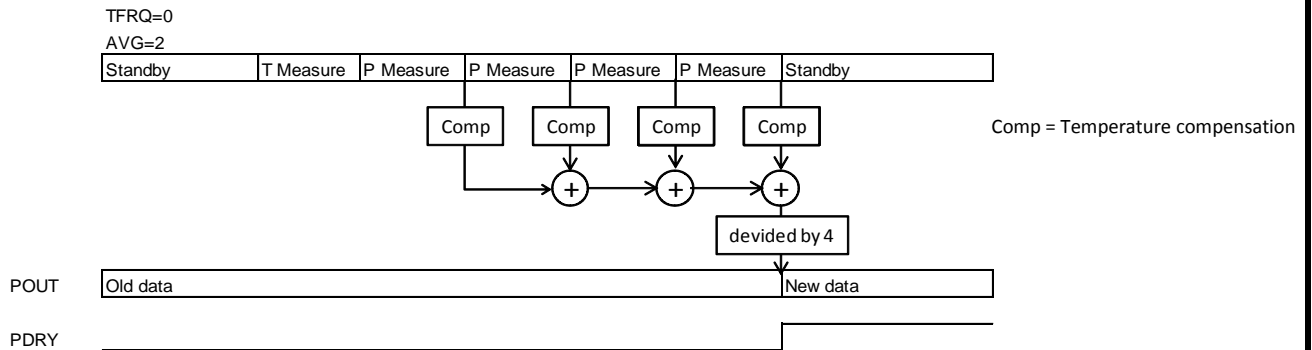 TFRQ=0
AVG=2
Standby T Measure P Measure P Measure P Measure P Measure Standby
Comp Comp Comp Comp Comp = Temperature compensation
+ + +
devided by 4
POUT Old data New data
PDRY